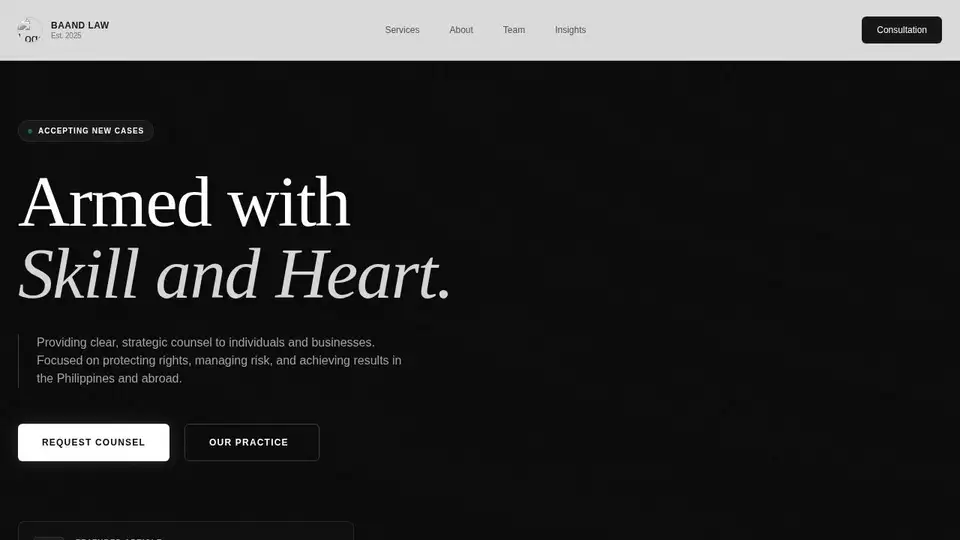 BAAND LAW
Est. 2025
Services
About
Team
Insights
Consultation
ACCEPTING NEW CASES
Armed with
Skill and Heart.
Providing clear, strategic counsel to individuals and businesses.
Focused on protecting rights, managing risk, and achieving results in
the Philippines and abroad.
REQUEST COUNSEL
OUR PRACTICE